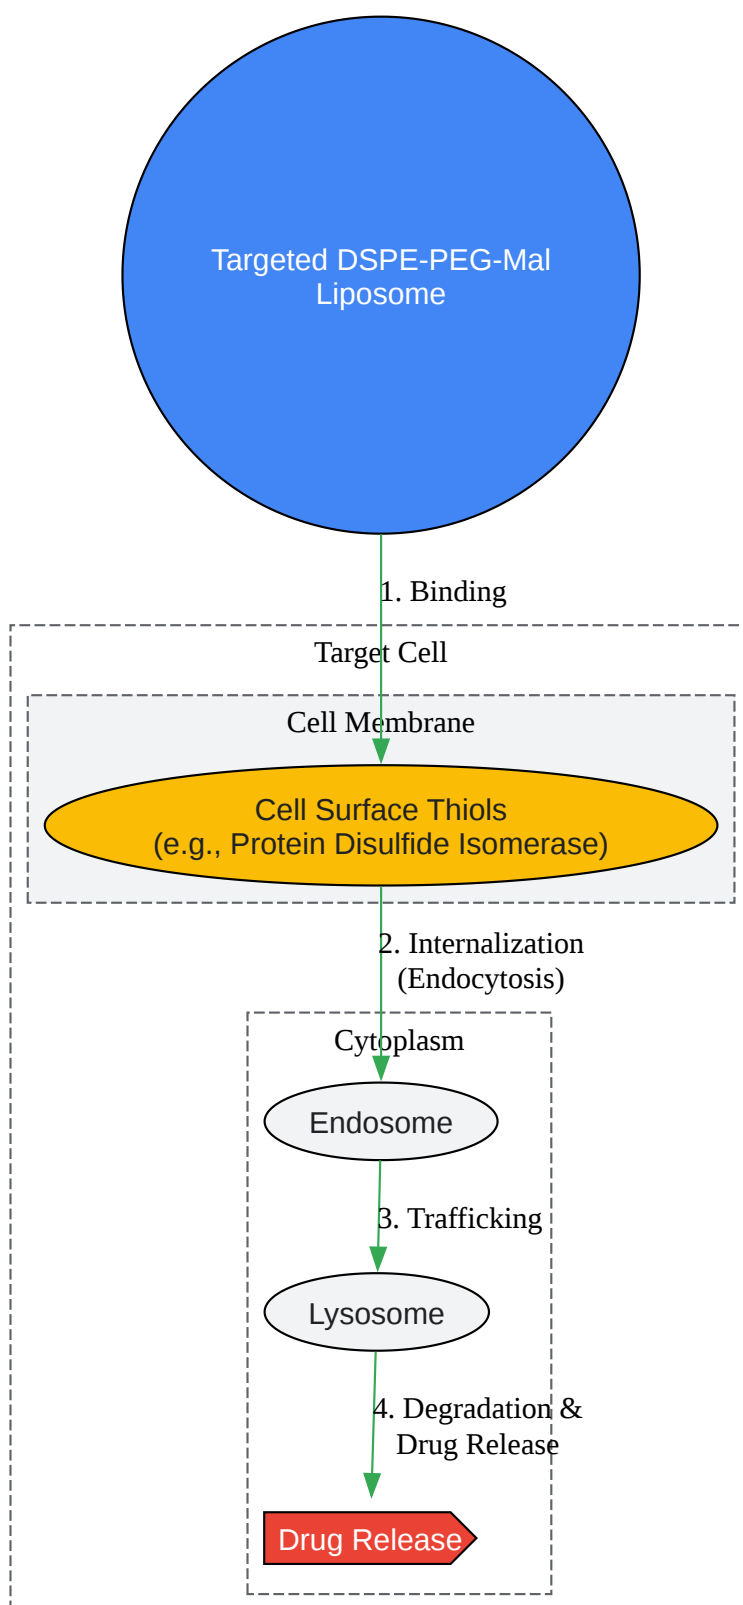 Targeted DSPE-PEG-Mal
Liposome
1. Binding
Target Cell
Cell Membrane
Cell Surface Thiols
(e.g., Protein Disulfide Isomerase)
2. Internalization
(Endocytosis)
Cytoplasm
Endosome
3. Trafficking
Lysosome
4. Degradation &
Drug Release
Drug Release